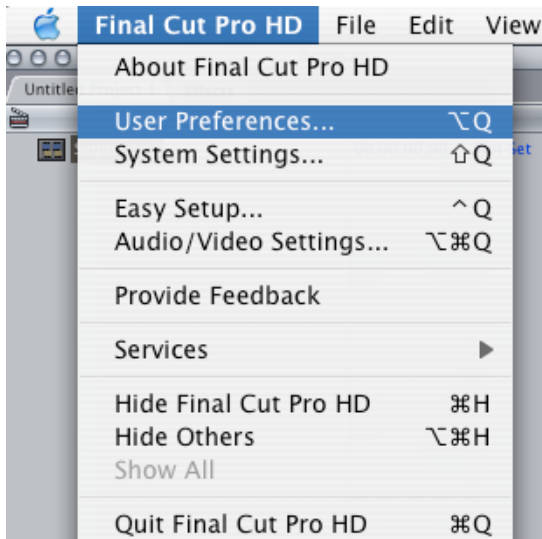 Final Cut Pro HD File Edit View
About Final Cut Pro HD
Untitle
User Preferences... ⌥Q
System Settings... ⇧Q
et
Easy Setup... ^Q
Audio/Video Settings... ⌥⌘Q
Provide Feedback
Services
Hide Final Cut Pro HD ⌘H
Hide Others ⌥⌘H
Show All
Quit Final Cut Pro HD ⌘Q